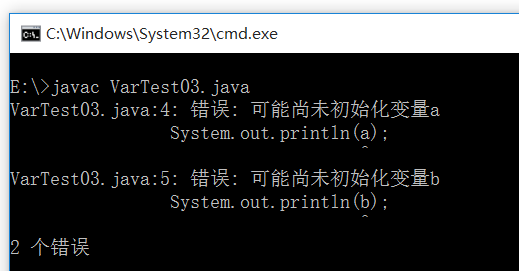 C:\Windows\System32\cmd.exe
E:\>javac VarTest03.java
VarTest03.java:4: 错误: 可能尚未初始化变量a
System.out.println(a);
^
VarTest03.java:5: 错误: 可能尚未初始化变量b
System.out.println(b);
^
2 个错误